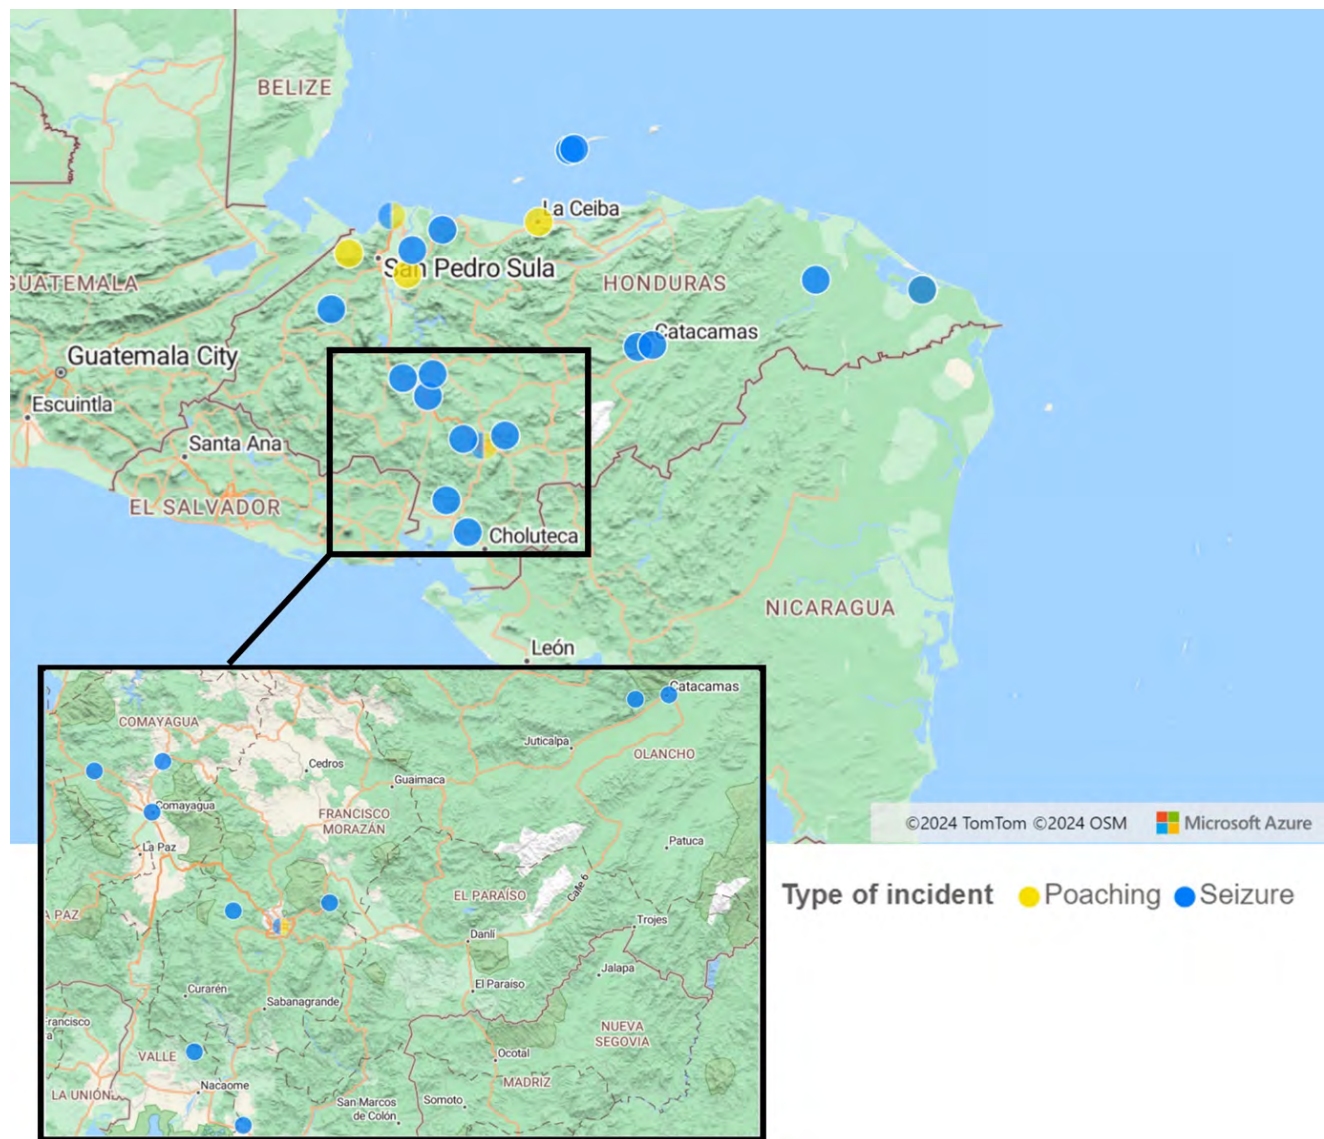 BELIZE
La Ceiba
San Pedro Sula
GUATEMALA
HONDURAS
Catacamas
Guatemala City
Escuintla
Santa Ana
EL SALVADOR
Choluteca
NICARAGUA
León
©2024 TomTom ©2024 OSM Microsoft Azure
Type of incident Poaching Seizure
Catacamas
COMAYAGUA
Juticalpa
OLANCHO
Cedros
Guaimaca
Comayagua
FRANCISCO
MORAZÁN
La Paz
Patuca
EL PARAÍSO
Calle 6
A PAZ
Trojes
Danlí
Jalapa
El Paraíso
Curarén
Sabanagrande
Francisco
a
NUEVA
SEGOVIA
VALLE
Ocotal
Nacaome
MADRIZ
LA UNIÓN
San Marcos
de Colón
Somoto